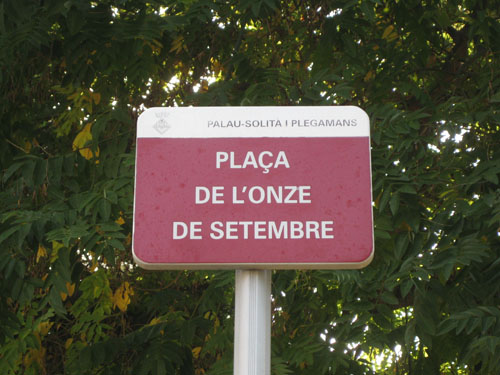 PALAU-SOLITÀ I PLEGAMANS
PLAÇA
DE L'ONZE
DE SETEMBRE